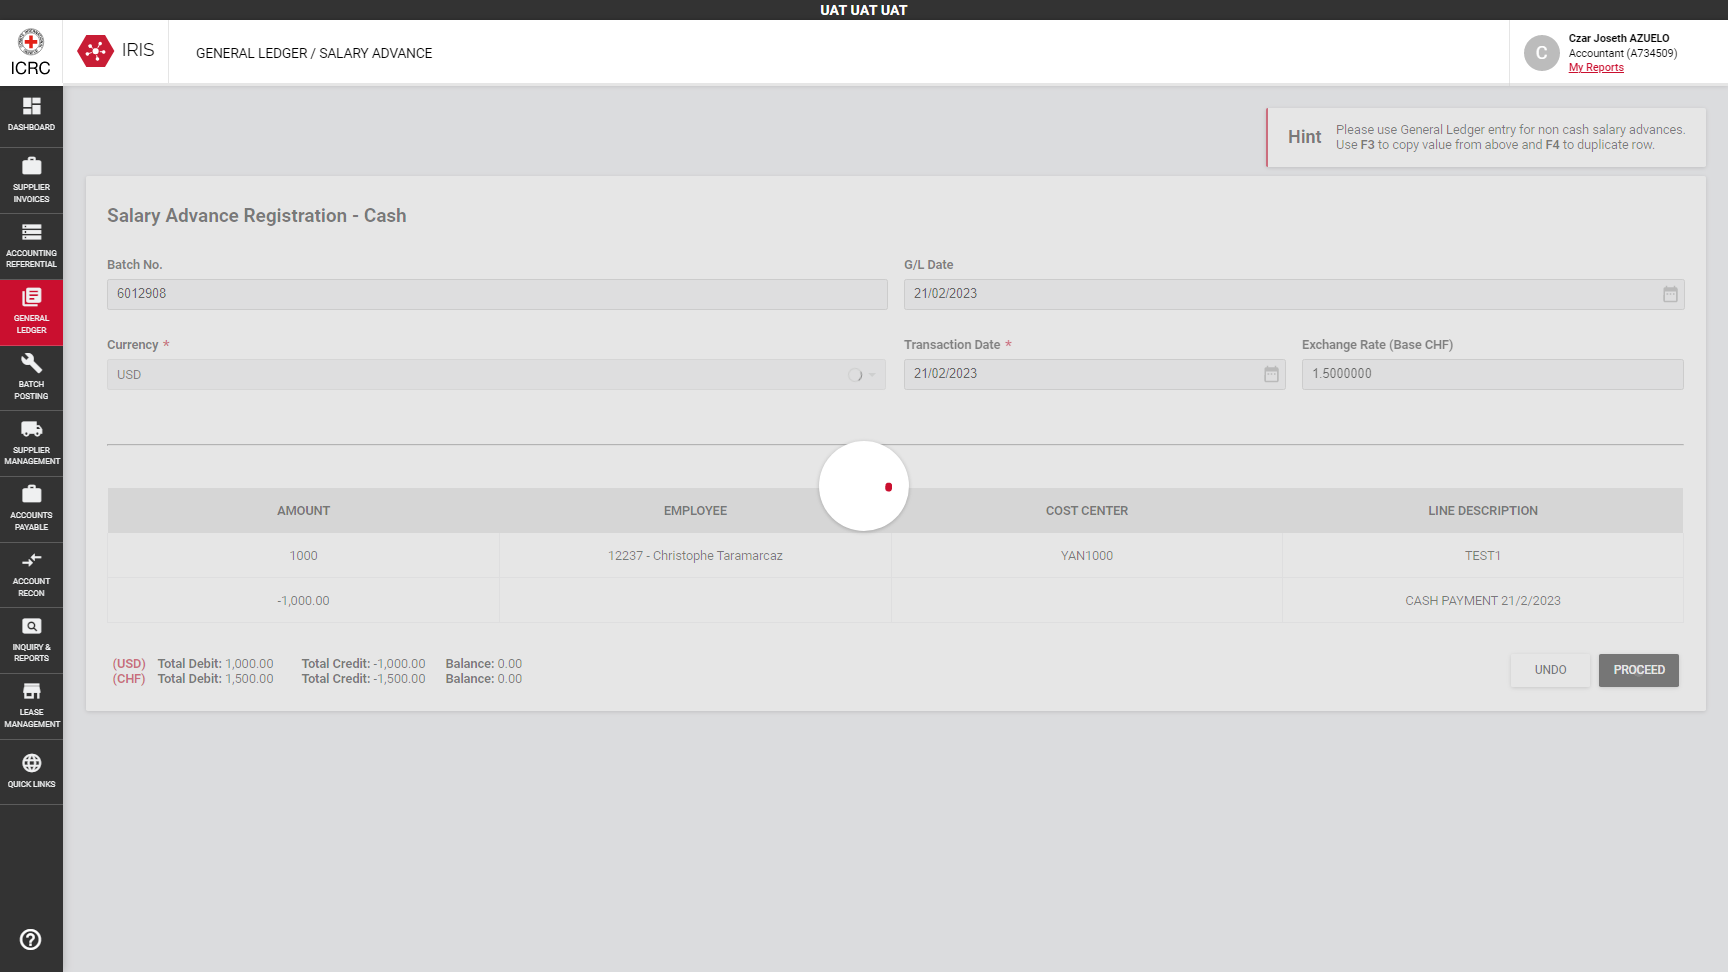 UAT UAT UAT
ICRC
IRIS
GENERAL LEDGER / SALARY ADVANCE
C
Czar Joseth AZUELO
Accountant (A734509)
My Reports
DASHBOARD
SUPPLIER
INVOICES
ACCOUNTING
REFERENTIAL
GENERAL
LEDGER
BATCH
POSTING
SUPPLIER
MANAGEMENT
ACCOUNTS
PAYABLE
ACCOUNT
RECON
INQUIRY &
REPORTS
LEASE
MANAGEMENT
QUICK LINKS
Hint
Please use General Ledger entry for non cash salary advances.
Use F3 to copy value from above and F4 to duplicate row.
Salary Advance Registration - Cash
Batch No.
G/L Date
6012908
21/02/2023
Currency *
Transaction Date *
Exchange Rate (Base CHF)
USD
21/02/2023
1.5000000
AMOUNT EMPLOYEE COST CENTER LINE DESCRIPTION
1000 12237 - Christophe Taramarcaz YAN1000 TEST1
-1,000.00 CASH PAYMENT 21/2/2023
(USD) Total Debit: 1,000.00 Total Credit: -1,000.00 Balance: 0.00
(CHF) Total Debit: 1,500.00 Total Credit: -1,500.00 Balance: 0.00
UNDO
PROCEED